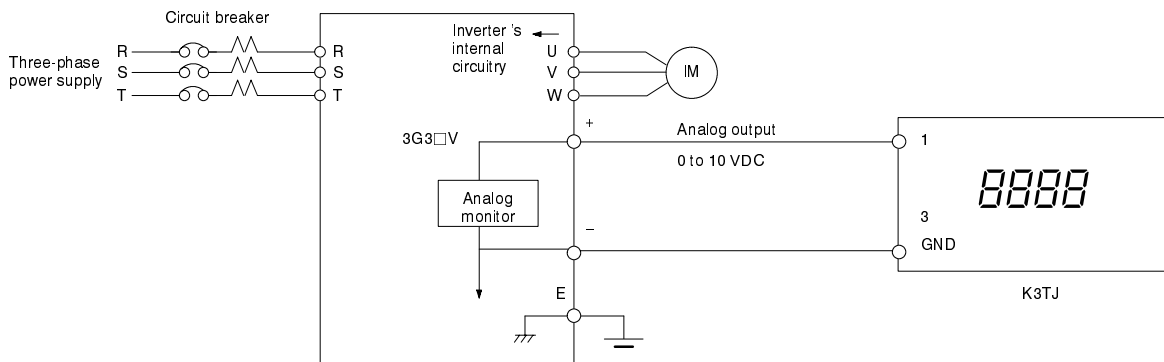 Circuit breaker
Three-phase
power supply
R
S
T
R
S
T
Inverter's
internal
circuitry
U
V
W
IM
3G3□V
Analog
monitor
+
−
E
Analog output
0 to 10 VDC
1
8888
3
GND
K3TJ